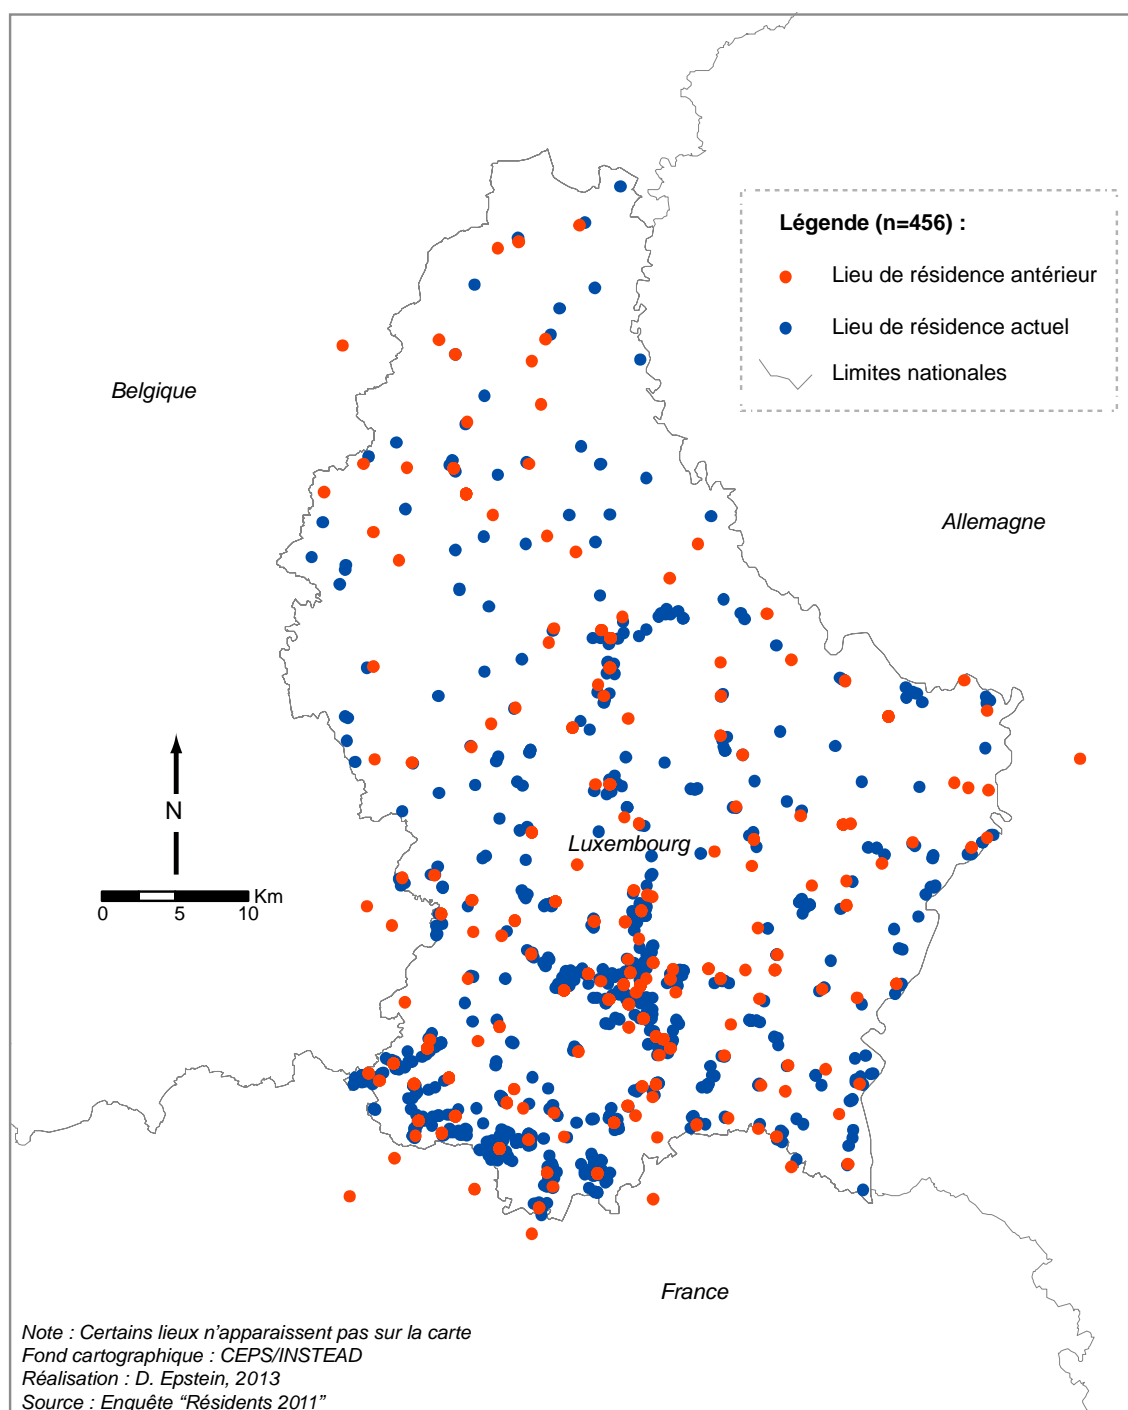 Légende (n=456) :
Lieu de résidence antérieur
Lieu de résidence actuel
Limites nationales
Belgique
Allemagne
N
Luxembourg
Km
0 5 10
France
Note : Certains lieux n'apparaissent pas sur la carte
Fond cartographique : CEPS/INSTEAD
Réalisation : D. Epstein, 2013
Source : Enquête “Résidents 2011”